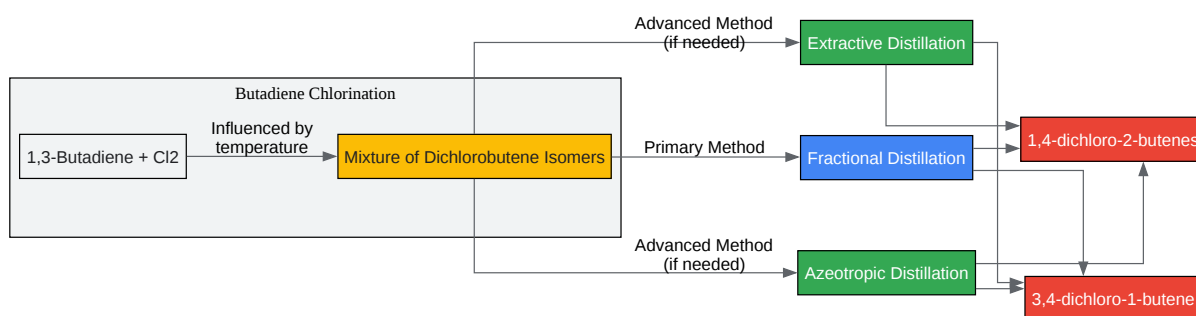 Advanced Method
(if needed)
Extractive Distillation
Butadiene Chlorination
1,3-Butadiene + Cl2
Influenced by
temperature
Mixture of Dichlorobutene Isomers
Primary Method
Fractional Distillation
1,4-dichloro-2-butenes
Advanced Method
(if needed)
Azeotropic Distillation
3,4-dichloro-1-butene